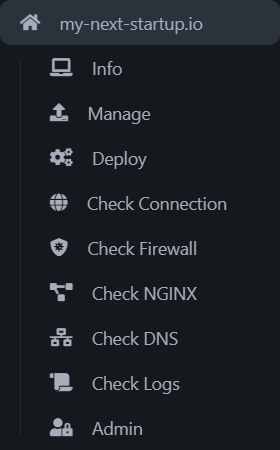 my-next-startup.io
Info
Manage
Deploy
Check Connection
Check Firewall
Check NGINX
Check DNS
Check Logs
Admin